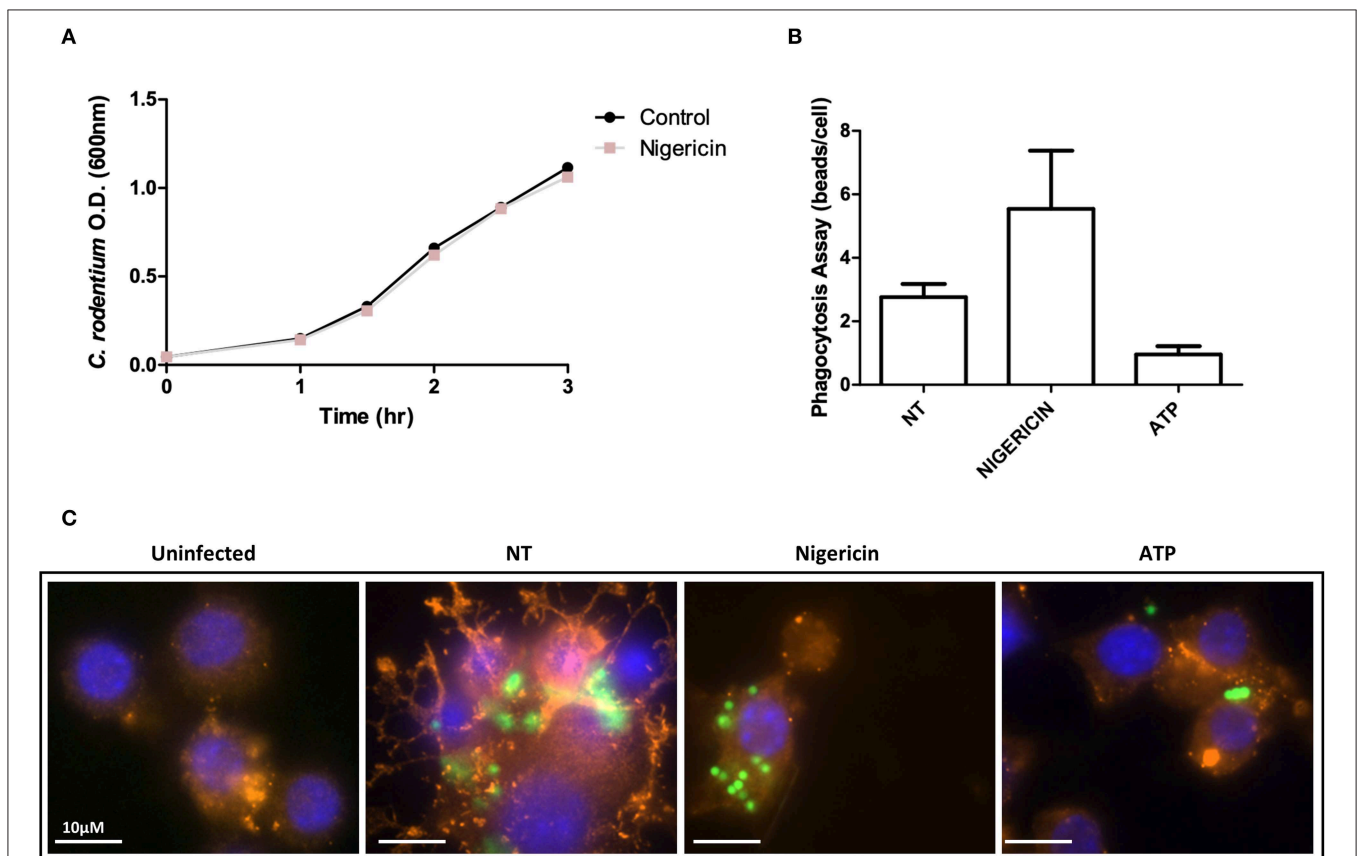 A
C. rodentium O.D. (600nm)
1.5
1.0
0.5
0.0
0
1
2
3
Time (hr)
Control
Nigericin
B
Phagocytosis Assay (beads/cell)
8
6
4
2
0
NT
NIGERICIN
ATP
C
Uninfected
NT
Nigericin
ATP
10µM